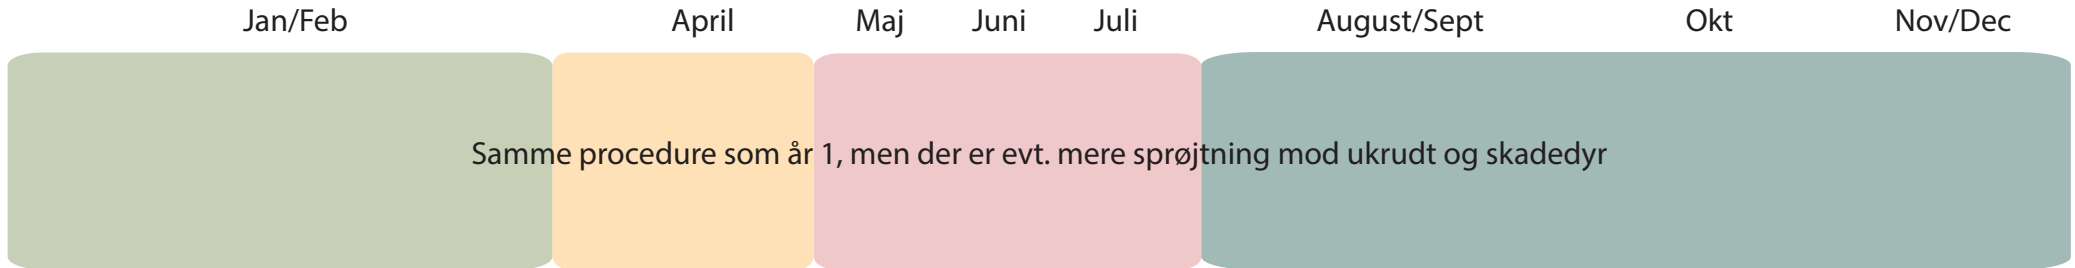 Jan/Feb April Maj Juni Juli August/Sept Okt Nov/Dec
Samme procedure som år 1, men der er evt. mere sprøjtning mod ukrudt og skadedyr